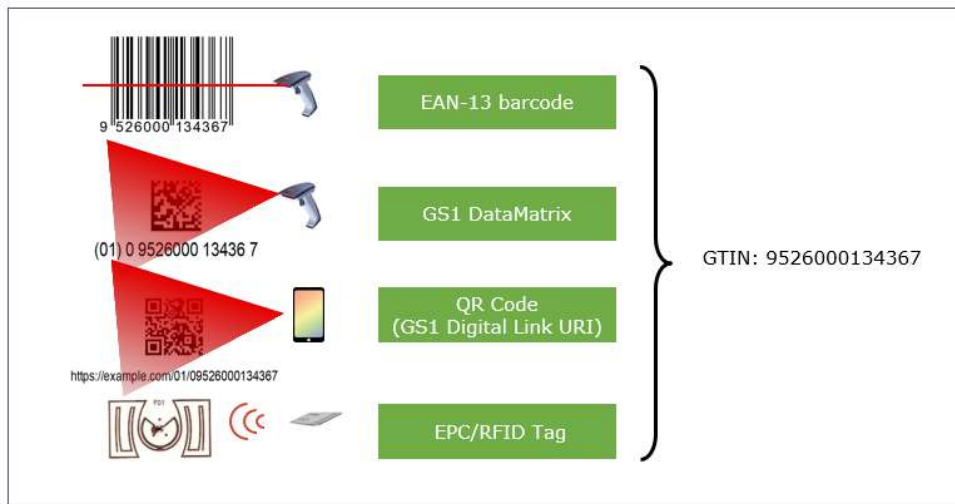 9 526000 134367
EAN-13 barcode
(01) 0 9526000 13436 7
GS1 DataMatrix
GTIN: 9526000134367
QR Code
(GS1 Digital Link URI)
https://example.com/01/09526000134367
EPC/RFID Tag